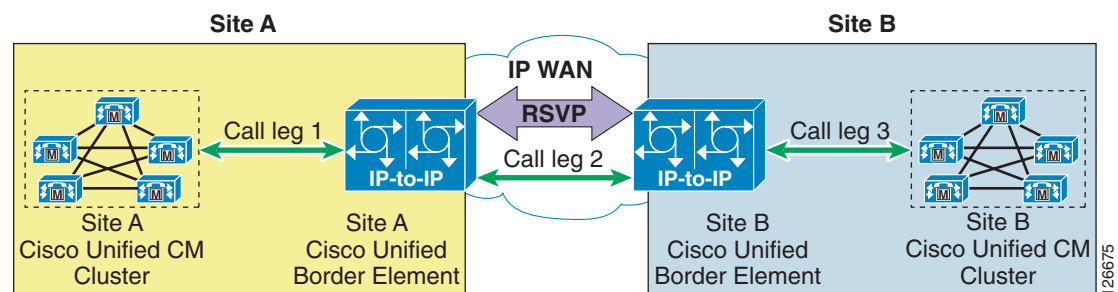 Site A
Site B
IP WAN
RSVP
Call leg 1
Call leg 2
Call leg 3
M
M
M
M
M
IP-to-IP
IP-to-IP
M
M
M
M
M
Site A
Cisco Unified CM
Cluster
Site A
Cisco Unified
Border Element
Site B
Cisco Unified
Border Element
Site B
Cisco Unified CM
Cluster
126675